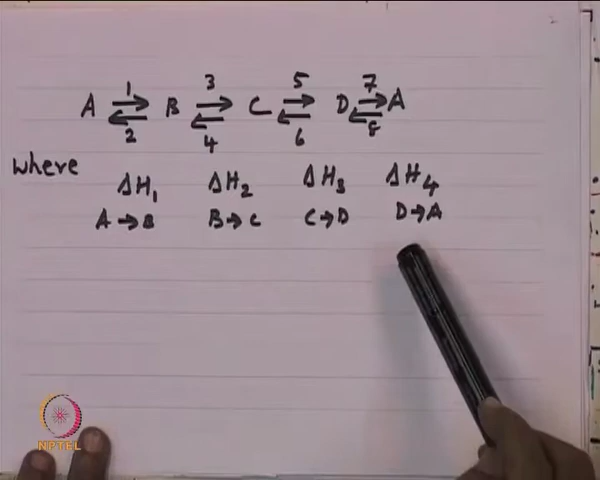 1 3 5 7
A ⇌ B ⇌ C ⇌ D ⇌ A
2 4 6 8
where
ΔH₁ ΔH₂ ΔH₃ ΔH₄
A → B B → C C → D D → A
NPTEL